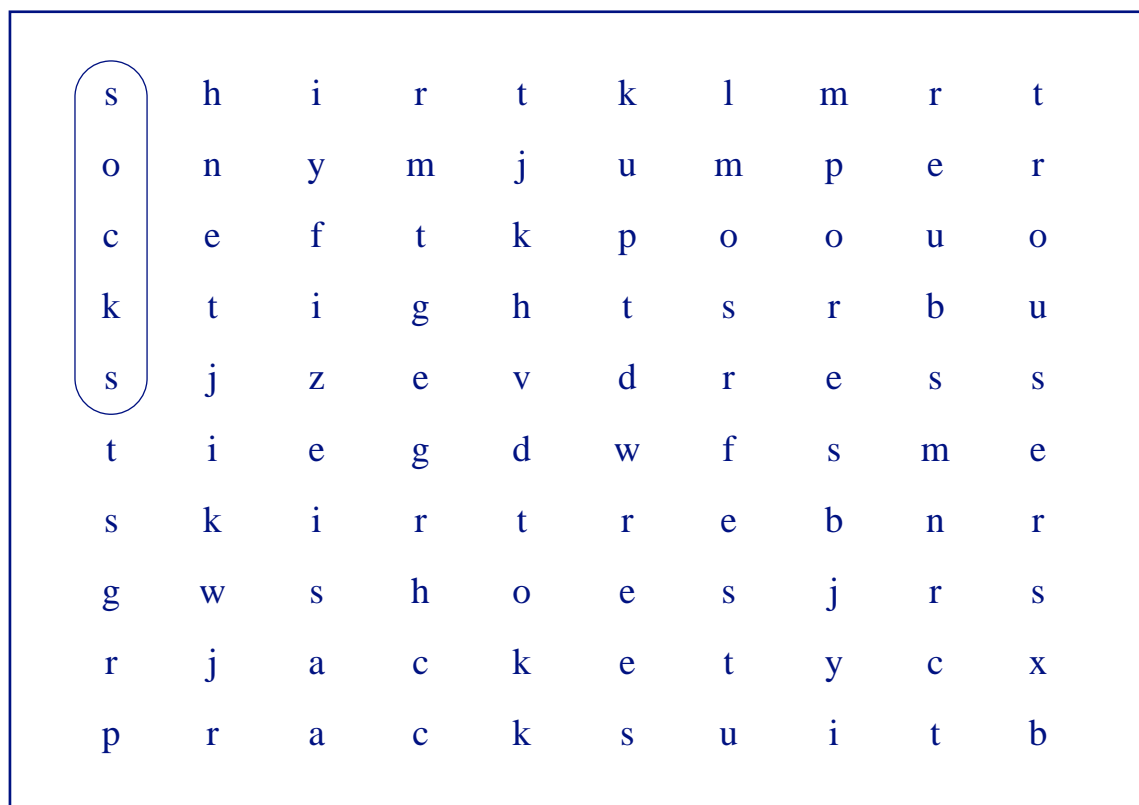 s h i r t k l m r t
o n y m j u m p e r
c e f t k p o o u o
k t i g h t s r b u
s j z e v d r e s s
t i e g d w f s m e
s k i r t r e b n r
g w s h o e s j r s
r j a c k e t y c x
p r a c k s u i t b